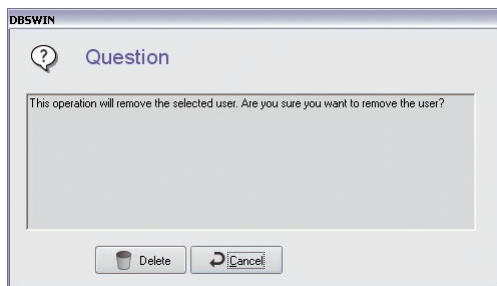 DBSWIN
Question
This operation will remove the selected user. Are you sure you want to remove the user?
Delete
Cancel